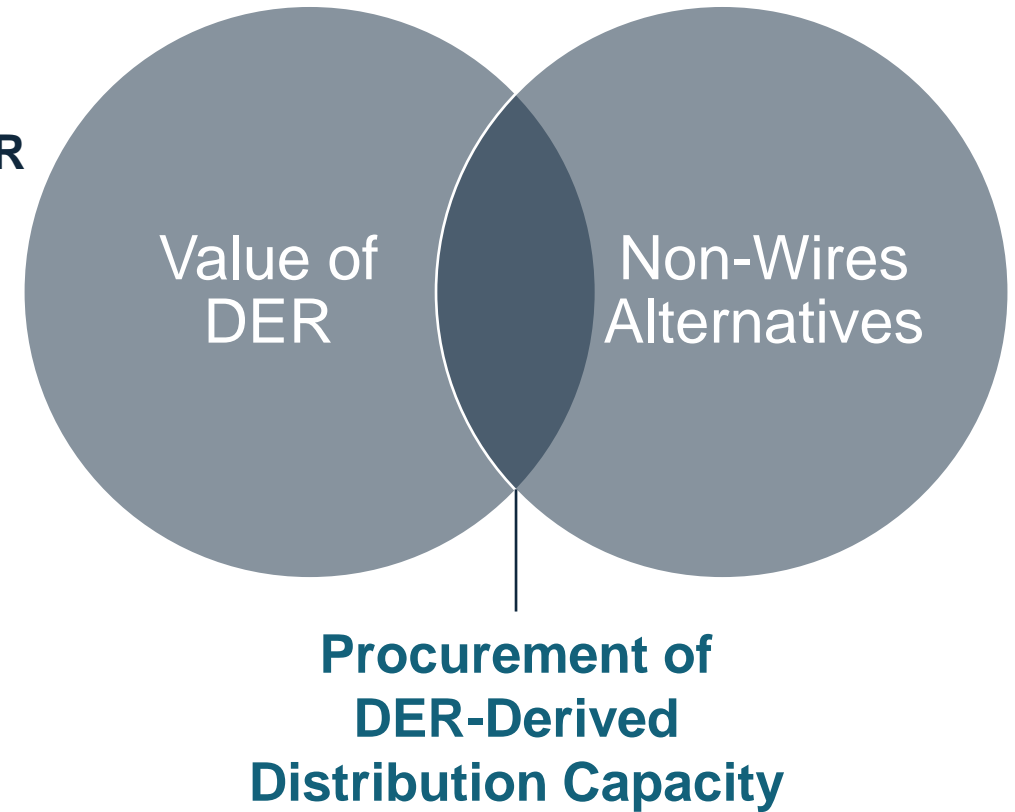 Value of
DER
Non-Wires
Alternatives
Procurement of
DER-Derived
Distribution Capacity